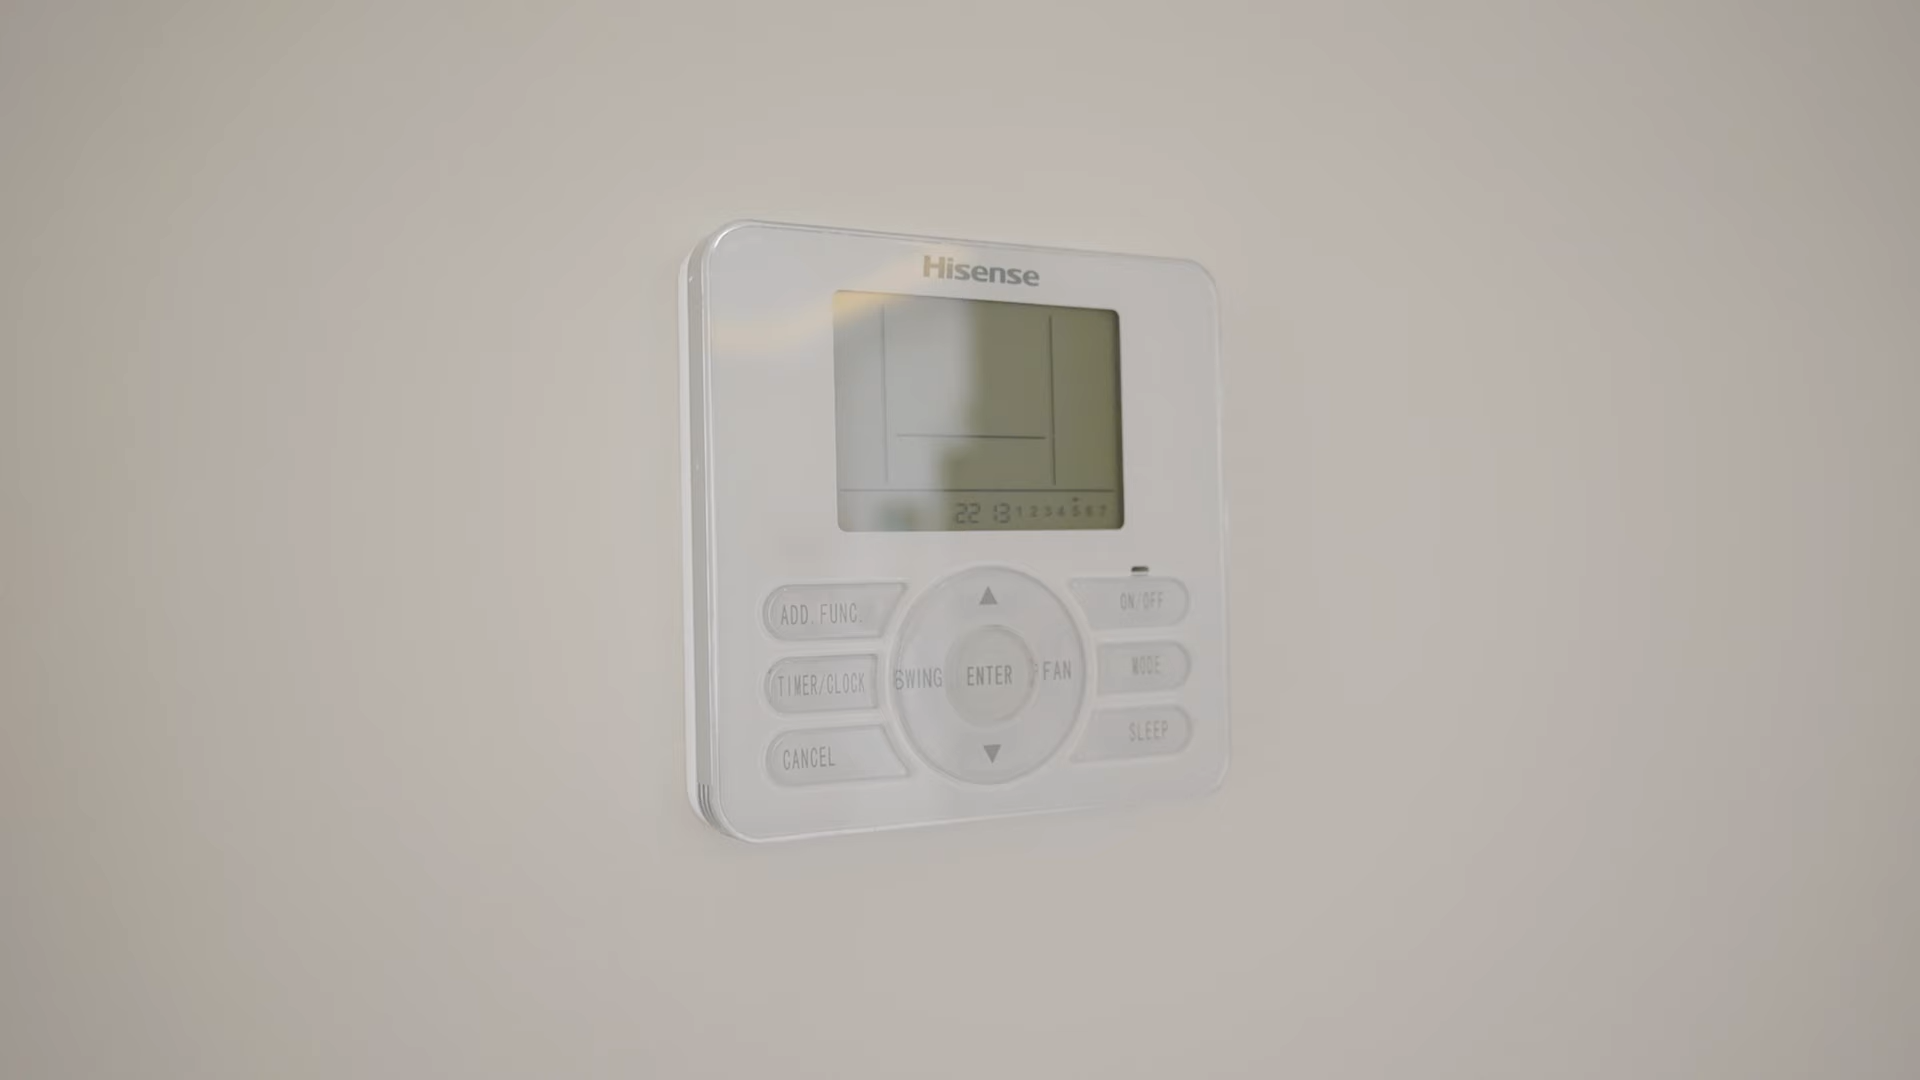 Hisense
22 13 1 2 3 4 5 6 7
ADD. FUNC.
ON/OFF
TIMER/CLOCK
SWING
ENTER
FAN
MODE
CANCEL
SLEEP